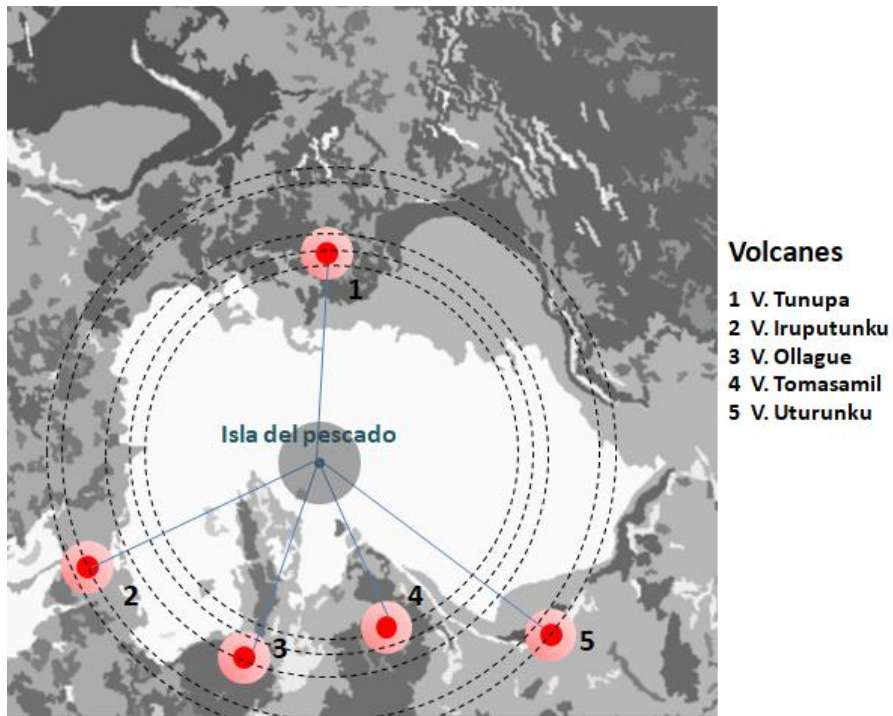 1
Isla del pescado
2
3
4
5
Volcanes
1 V. Tunupa
2 V. Iruputunku
3 V. Ollague
4 V. Tomasamil
5 V. Uturunku